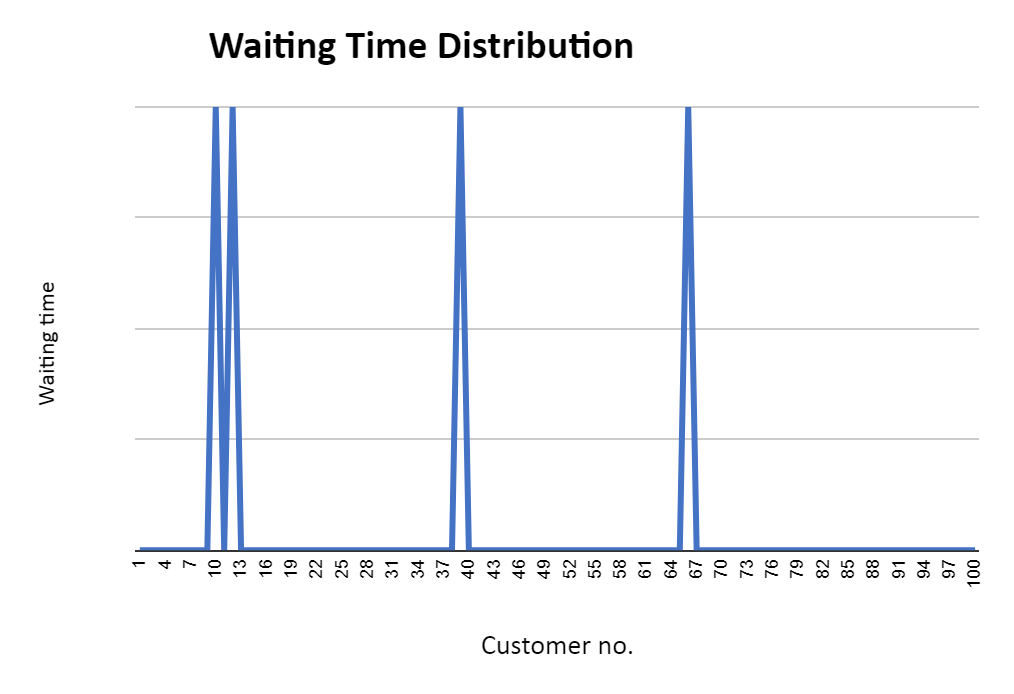 Waiting Time Distribution
Waiting time
1 4 7 10 13 16 19 22 25 28 31 34 37 40 43 46 49 52 55 58 61 64 67 70 73 76 79 82 85 88 91 94 97 100
Customer no.